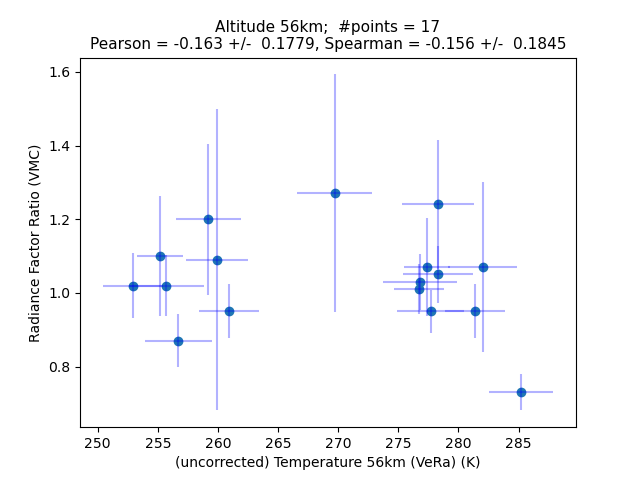 Altitude 56km;  #points = 17
Pearson = -0.163 +/-  0.1779, Spearman = -0.156 +/-  0.1845
1.6
1.4
1.2
1.0
0.8
Radiance Factor Ratio (VMC)
250 255 260 265 270 275 280 285
(uncorrected) Temperature 56km (VeRa) (K)